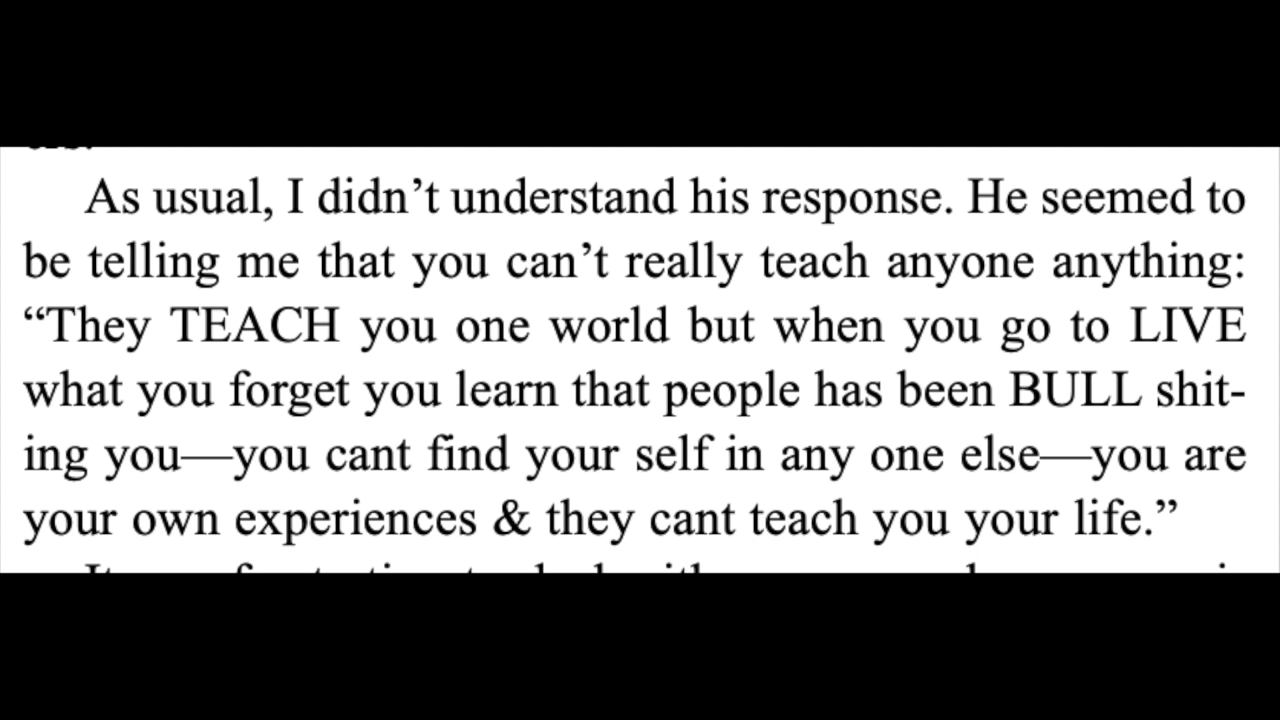 As usual, I didn’t understand his response. He seemed to
be telling me that you can’t really teach anyone anything:
“They TEACH you one world but when you go to LIVE
what you forget you learn that people has been BULL shit-
ing you—you cant find your self in any one else—you are
your own experiences & they cant teach you your life.”